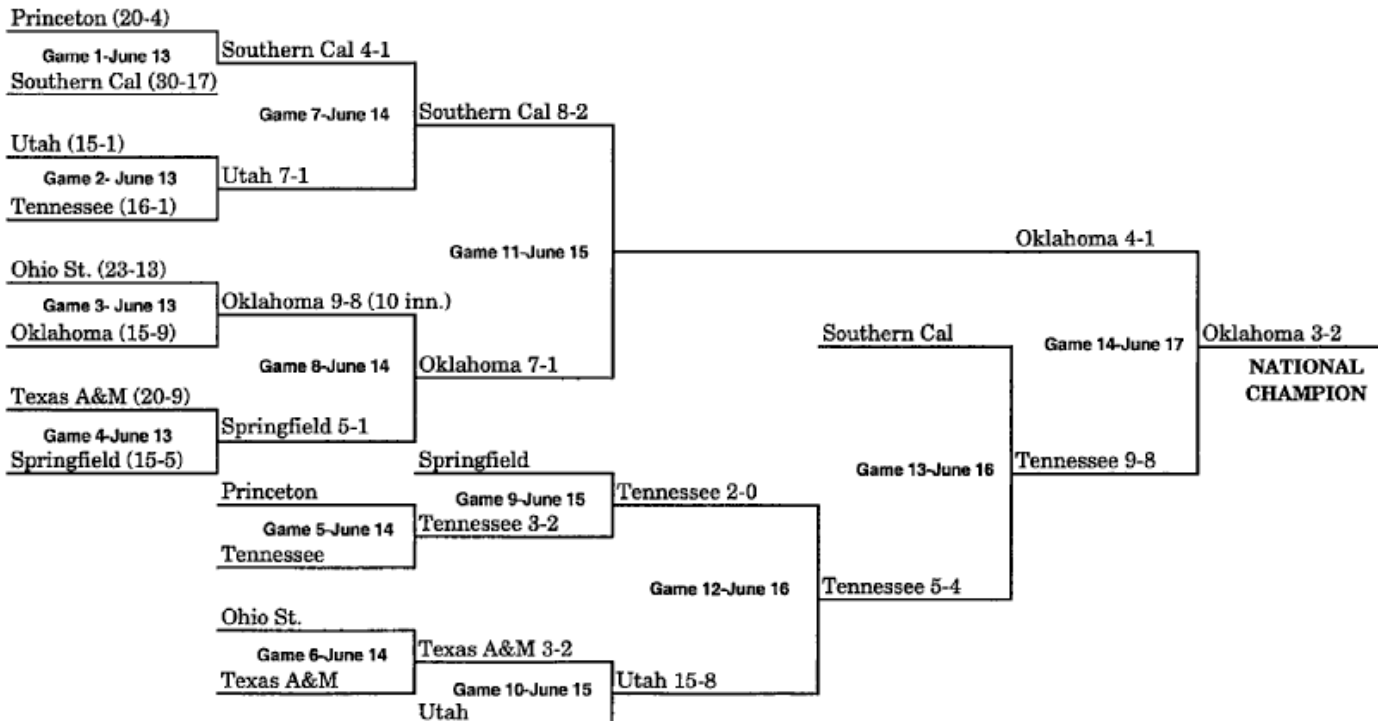 Princeton (20-4)
Game 1-June 13
Southern Cal (30-17)
Southern Cal 4-1
Game 7-June 14
Southern Cal 8-2
Utah (15-1)
Game 2- June 13
Tennessee (16-1)
Utah 7-1
Game 11-June 15
Oklahoma 4-1
Ohio St. (23-13)
Game 3- June 13
Oklahoma (15-9)
Oklahoma 9-8 (10 inn.)
Game 8-June 14
Oklahoma 7-1
Texas A&M (20-9)
Game 4-June 13
Springfield (15-5)
Springfield 5-1
Southern Cal
Game 14-June 17
Oklahoma 3-2
NATIONAL
CHAMPION
Springfield
Game 9-June 15
Tennessee 2-0
Game 13-June 16
Tennessee 9-8
Princeton
Game 5-June 14
Tennessee
Tennessee 3-2
Game 12-June 16
Tennessee 5-4
Ohio St.
Game 6-June 14
Texas A&M
Texas A&M 3-2
Game 10-June 15
Utah
Utah 15-8